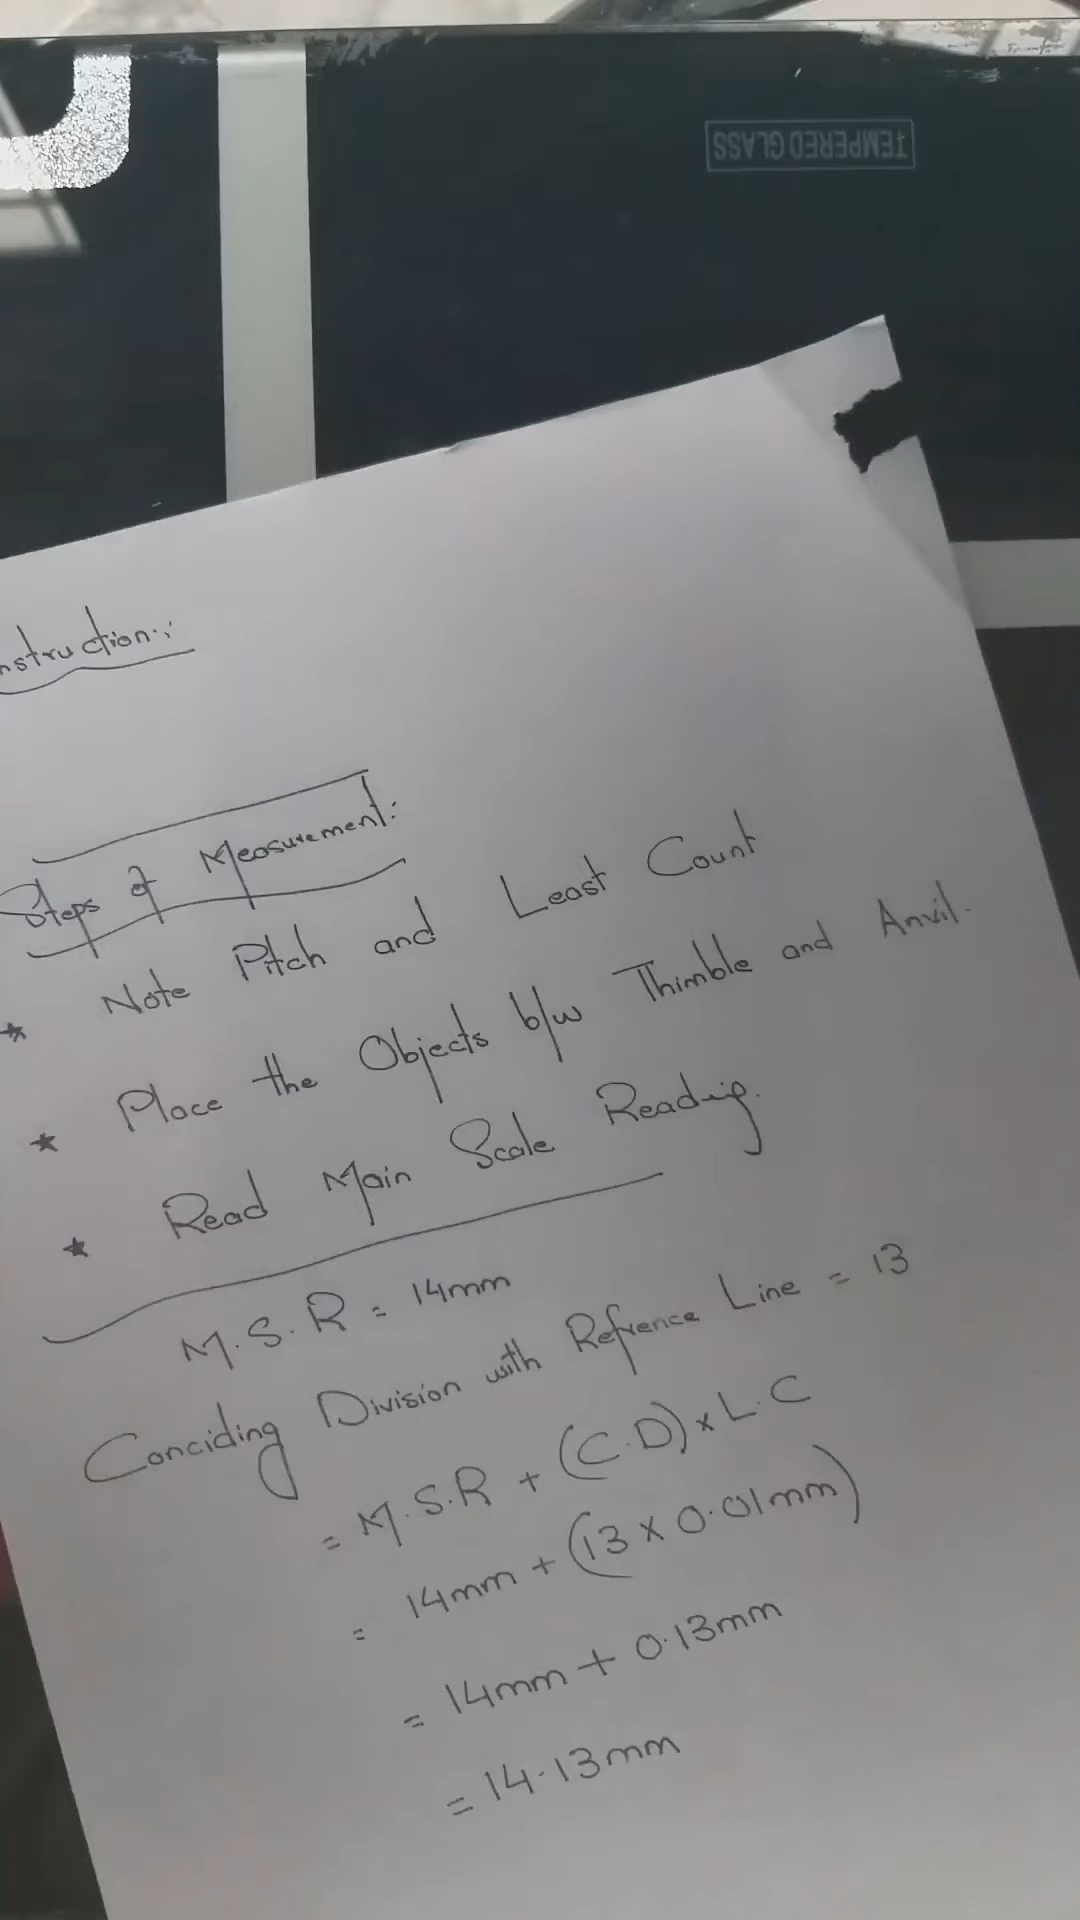 TEMPERED GLASS
nstruction:
Steps of Measurement:
* Note Pitch and Least Count
* Place the Objects b/w Thimble and Anvil.
* Read Main Scale Reading.
M.S.R = 14mm
Conciding Division with Refrence Line = 13
= M.S.R + (C.D) × L.C
= 14mm + (13 × 0.01mm)
= 14mm + 0.13mm
= 14.13mm